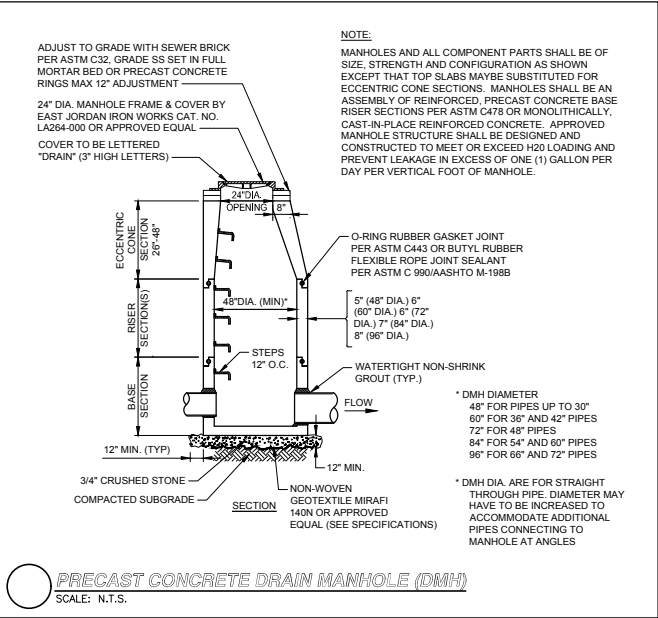 NOTE:
MANHOLES AND ALL COMPONENT PARTS SHALL BE OF
SIZE, STRENGTH AND CONFIGURATION AS SHOWN
EXCEPT THAT TOP SLABS MAYBE SUBSTITUTED FOR
ECCENTRIC CONE SECTIONS. MANHOLES SHALL BE AN
ASSEMBLY OF REINFORCED, PRECAST CONCRETE BASE
RISER SECTIONS PER ASTM C478 OR MONOLITHICALLY,
CAST-IN-PLACE REINFORCED CONCRETE. APPROVED
MANHOLE STRUCTURE SHALL BE DESIGNED AND
CONSTRUCTED TO MEET OR EXCEED H20 LOADING AND
PREVENT LEAKAGE IN EXCESS OF ONE (1) GALLON PER
DAY PER VERTICAL FOOT OF MANHOLE.
ADJUST TO GRADE WITH SEWER BRICK
PER ASTM C32, GRADE SS SET IN FULL
MORTAR BED OR PRECAST CONCRETE
RINGS MAX 12" ADJUSTMENT
24" DIA. MANHOLE FRAME & COVER BY
EAST JORDAN IRON WORKS CAT. NO.
LA264-000 OR APPROVED EQUAL
COVER TO BE LETTERED
"DRAIN" (3" HIGH LETTERS)
24"DIA.
OPENING
8"
ECCENTRIC
CONE
SECTION
26"-48"
O-RING RUBBER GASKET JOINT
PER ASTM C443 OR BUTYL RUBBER
FLEXIBLE ROPE JOINT SEALANT
PER ASTM C 990/AASHTO M-198B
RISER
SECTION(S)
48"DIA. (MIN)*
5" (48" DIA.) 6"
(60" DIA.) 6" (72"
DIA.) 7" (84" DIA.)
8" (96" DIA.)
STEPS
12" O.C.
BASE
SECTION
WATERTIGHT NON-SHRINK
GROUT (TYP.)
FLOW
* DMH DIAMETER
48" FOR PIPES UP TO 30"
60" FOR 36" AND 42" PIPES
72" FOR 48" PIPES
84" FOR 54" AND 60" PIPES
96" FOR 66" AND 72" PIPES
12" MIN. (TYP)
12" MIN.
3/4" CRUSHED STONE
COMPACTED SUBGRADE
SECTION
NON-WOVEN
GEOTEXTILE MIRAFI
140N OR APPROVED
EQUAL (SEE SPECIFICATIONS)
* DMH DIA. ARE FOR STRAIGHT
THROUGH PIPE. DIAMETER MAY
HAVE TO BE INCREASED TO
ACCOMMODATE ADDITIONAL
PIPES CONNECTING TO
MANHOLE AT ANGLES
PRECAST CONCRETE DRAIN MANHOLE (DMH)
SCALE: N.T.S.